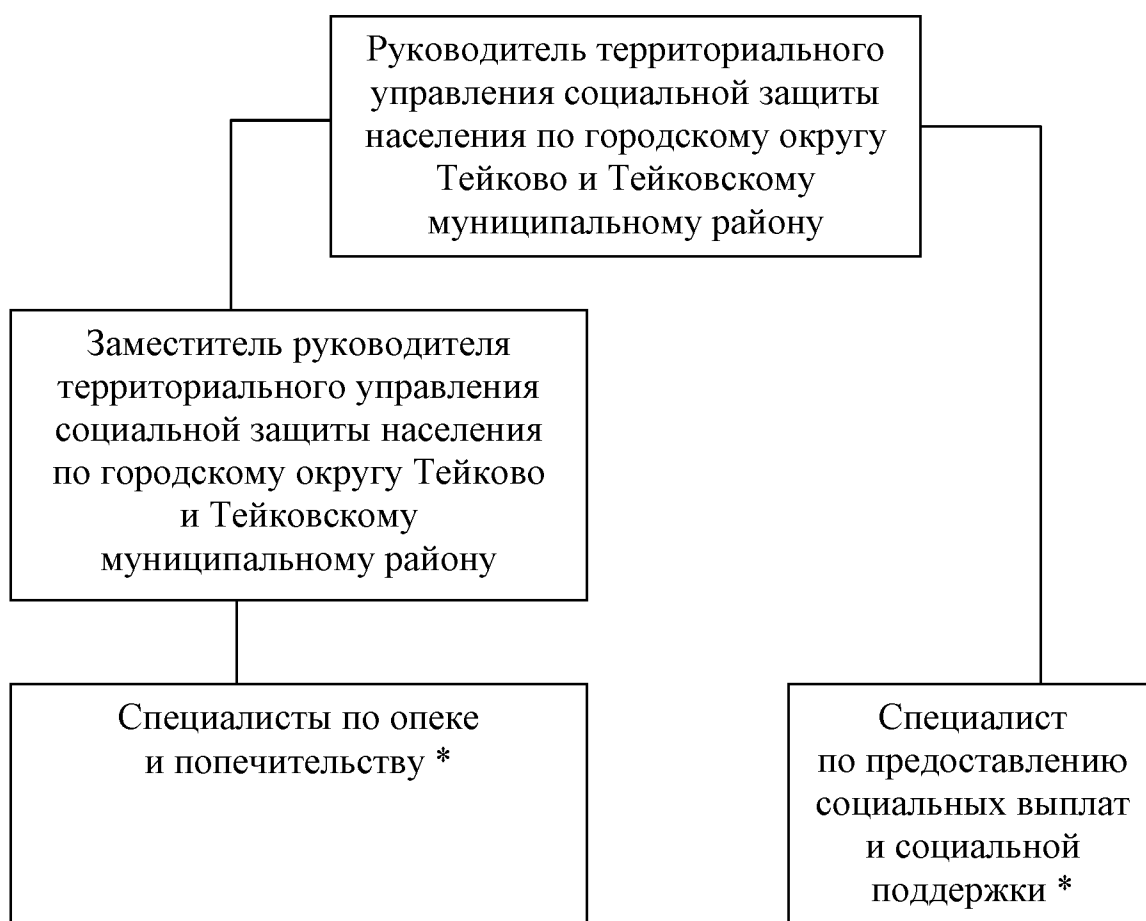 Руководитель территориального
управления социальной защиты
населения по городскому округу
Тейково и Тейковскому
муниципальному району
Заместитель руководителя
территориального управления
социальной защиты населения
по городскому округу Тейково
и Тейковскому
муниципальному району
Специалисты по опеке
и попечительству *
Специалист
по предоставлению
социальных выплат
и социальной
поддержки *